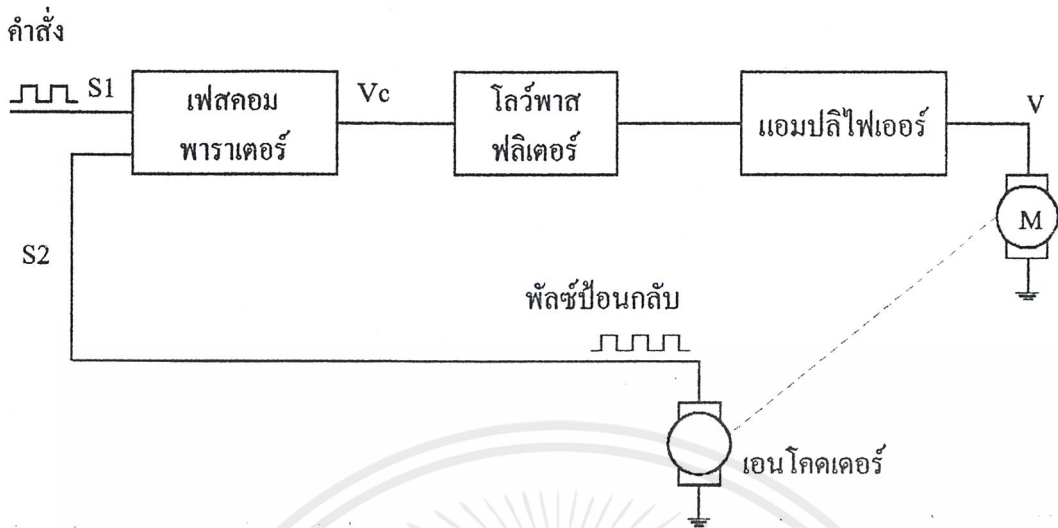 คำสั่ง
S1
เฟสคอม
พาราเตอร์
Vc
โลว์พาส
ฟลิเตอร์
แอมปลิไฟเออร์
V
M
S2
พัลซ์ป้อนกลับ
เอนโคดเดอร์